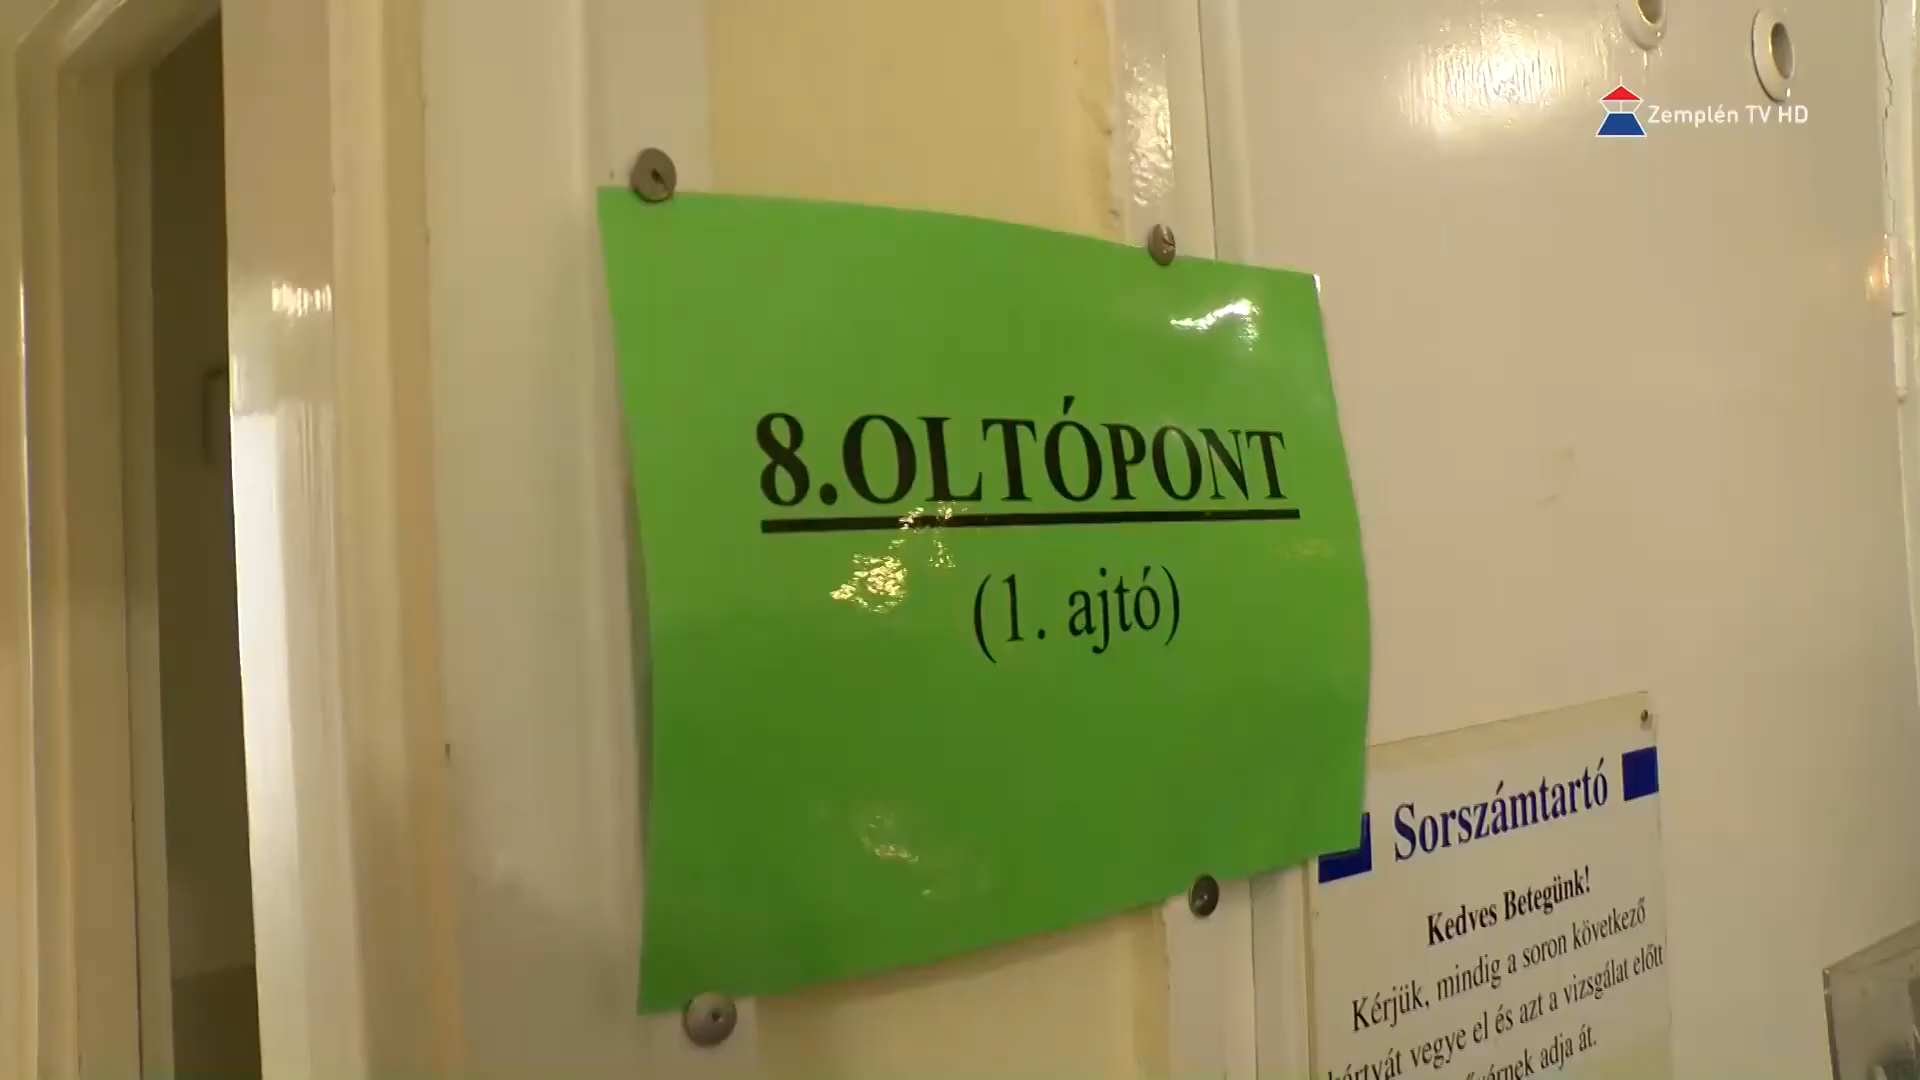 Zemplén TV HD
8.OLTÓPONT
(1. ajtó)
Sorszámtartó
Kedves Betegünk!
Kérjük, mindig a soron következő
vegye el és azt a vizsgálat előtt
adja át.